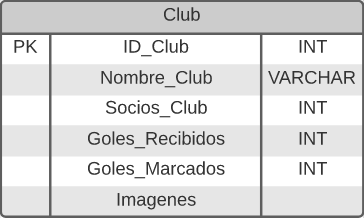 Club
PK ID_Club INT
Nombre_Club VARCHAR
Socios_Club INT
Goles_Recibidos INT
Goles_Marcados INT
Imagenes